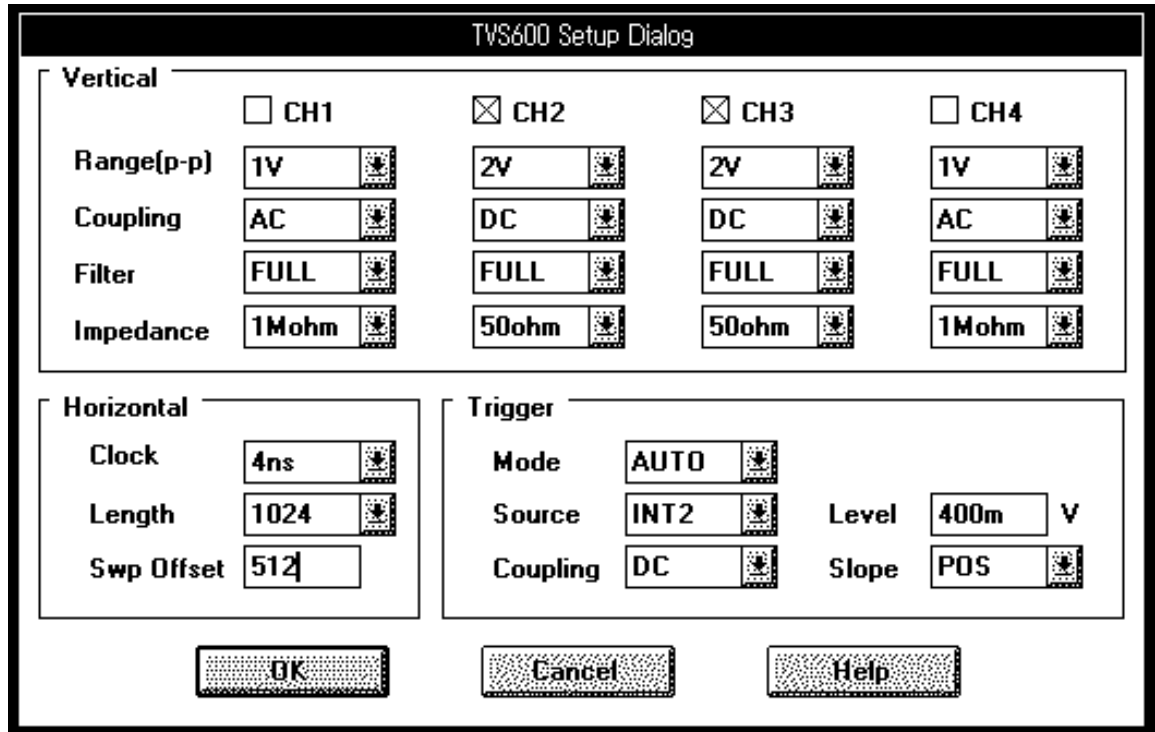 TVS600 Setup Dialog
Vertical
CH1 CH2 CH3 CH4
Range(p-p) 1V 2V 2V 1V
Coupling AC DC DC AC
Filter FULL FULL FULL FULL
Impedance 1Mohm 50ohm 50ohm 1Mohm
Horizontal
Clock 4ns
Length 1024
Swp Offset 512
Trigger
Mode AUTO
Source INT2 Level 400m V
Coupling DC Slope POS
OK Cancel Help